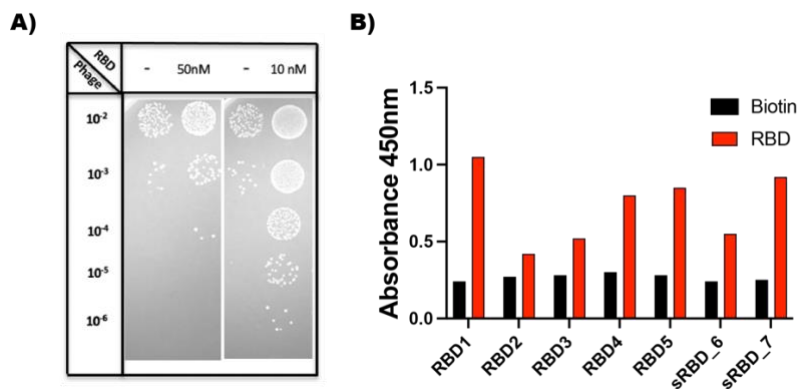 A)
RBD
Phage
- 50nM - 10 nM
10-2
10-3
10-4
10-5
10-6
B)
Absorbance 450nm
1.5
1.0
0.5
0.0
Biotin
RBD
RBD1 RBD2 RBD3 RBD4 RBD5 sRBD_6 sRBD_7